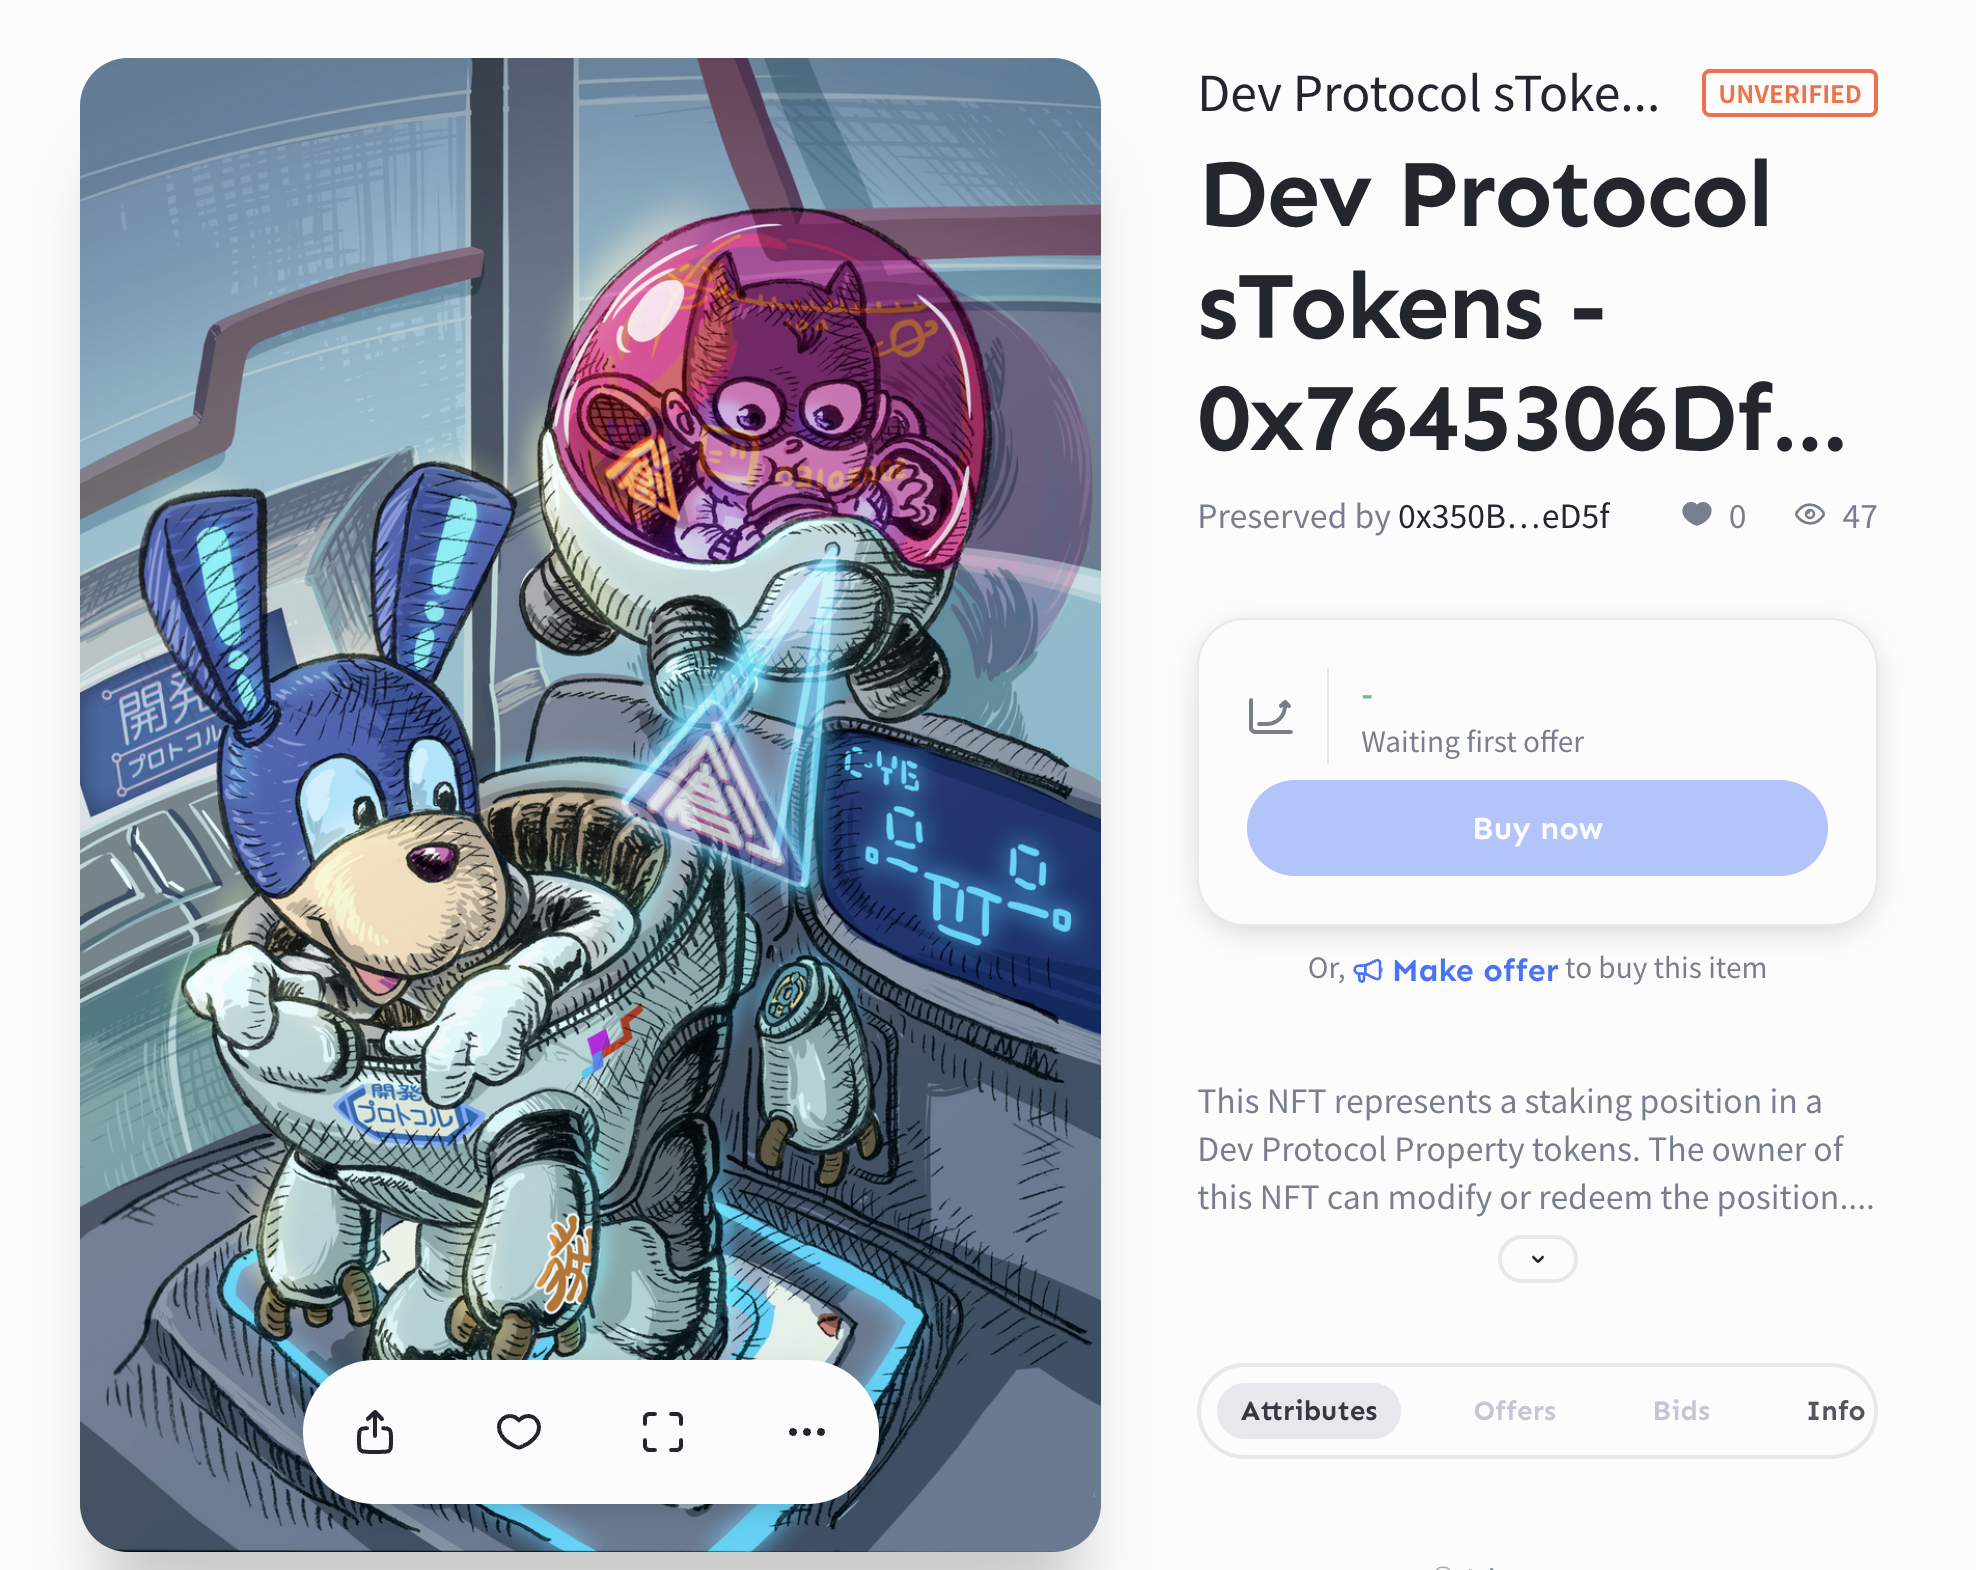 Dev Protocol sToke...
UNVERIFIED
Dev Protocol
sTokens -
0x7645306Df...
Preserved by 0x350B...eD5f
0
47
-
Waiting first offer
Buy now
Or, Make offer to buy this item
This NFT represents a staking position in a
Dev Protocol Property tokens. The owner of
this NFT can modify or redeem the position....
Attributes
Offers
Bids
Info
開発
プロトコル
創
CYB
開発
プロトコル
発